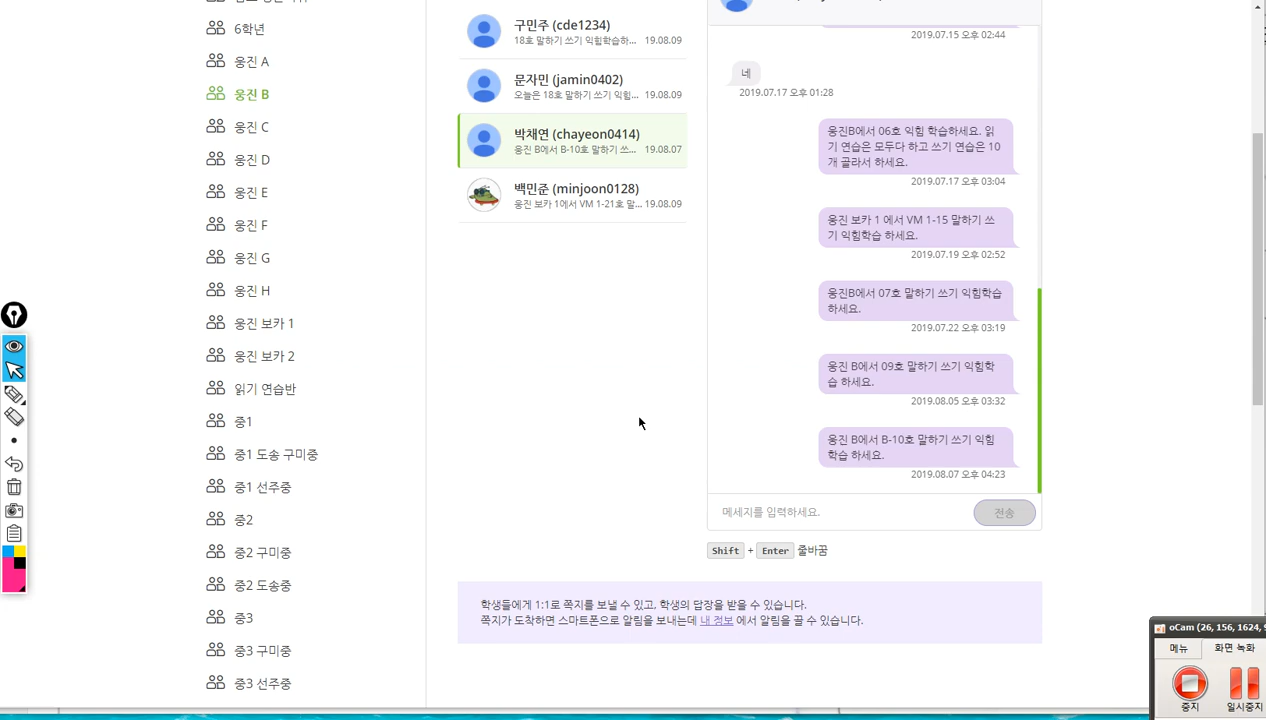 6학년
웅진 A
웅진 B
웅진 C
웅진 D
웅진 E
웅진 F
웅진 G
웅진 H
웅진 보카 1
웅진 보카 2
읽기 연습반
중1
중1 도송 구미중
중1 선주중
중2
중2 구미중
중2 도송중
중3
중3 구미중
중3 선주중
구민주 (cde1234)
18호 말하기 쓰기 익힘학습하... 19.08.09
문자민 (jamin0402)
오늘은 18호 말하기 쓰기 익힘... 19.08.09
박채연 (chayeon0414)
웅진 B에서 B-10호 말하기 쓰... 19.08.07
백민준 (minjoon0128)
웅진 보카 1에서 VM 1-21호 말... 19.08.09
2019.07.15 오후 02:44
네
2019.07.17 오후 01:28
웅진B에서 06호 익힘 학습하세요. 읽
기 연습은 모두다 하고 쓰기 연습은 10
개 골라서 하세요.
2019.07.17 오후 03:04
웅진 보카 1 에서 VM 1-15 말하기 쓰
기 익힘학습 하세요.
2019.07.19 오후 02:52
웅진B에서 07호 말하기 쓰기 익힘학습
하세요.
2019.07.22 오후 03:19
웅진 B에서 09호 말하기 쓰기 익힘학
습 하세요.
2019.08.05 오후 03:32
웅진 B에서 B-10호 말하기 쓰기 익힘
학습 하세요.
2019.08.07 오후 04:23
메세지를 입력하세요.
전송
Shift + Enter 줄바꿈
학생들에게 1:1로 쪽지를 보낼 수 있고, 학생의 답장을 받을 수 있습니다.
쪽지가 도착하면 스마트폰으로 알림을 보내는데 내 정보 에서 알림을 끌 수 있습니다.
oCam (26, 156, 1624,
메뉴 화면 녹화
중지 일시중지